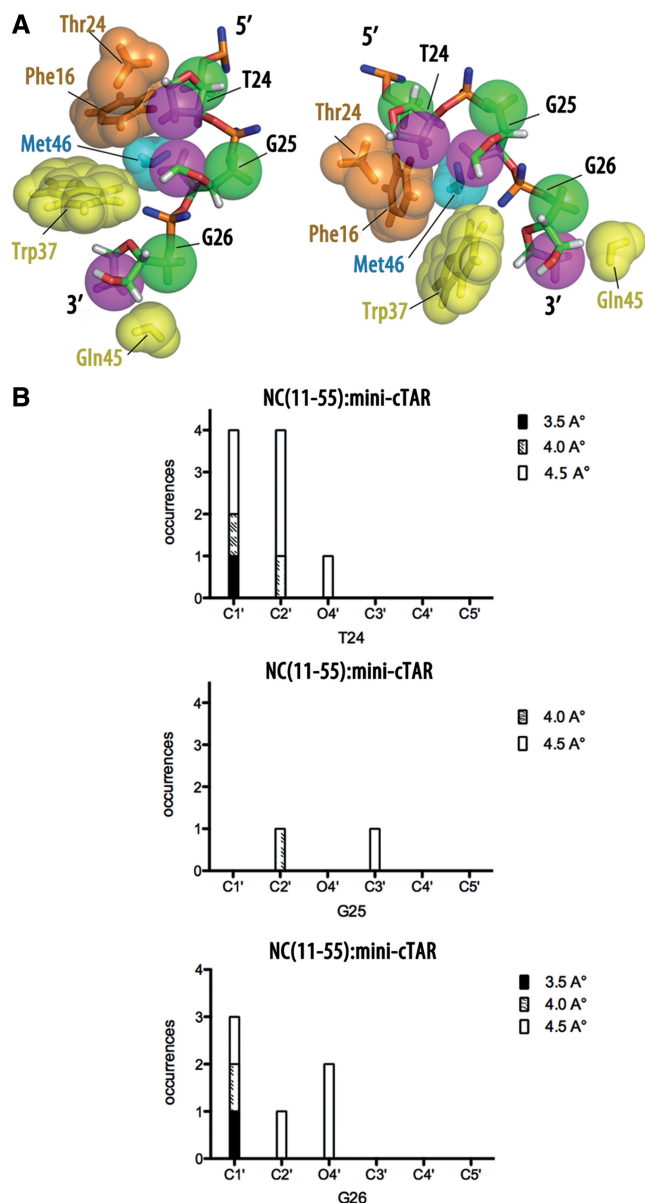 A
Thr24
5′
5′
Phe16
T24
T24
Thr24
G25
Met46
G25
G26
Trp37
Phe16
G26
Met46
3′
3′
Trp37
Gln45
Gln45
B
NC(11-55):mini-cTAR
4
3
2
1
0
occurrences
3.5 A°
4.0 A°
4.5 A°
C1' C2' O4' C3' C4' C5'
T24
NC(11-55):mini-cTAR
4
3
2
1
0
occurrences
4.0 A°
4.5 A°
C1' C2' O4' C3' C4' C5'
G25
NC(11-55):mini-cTAR
4
3
2
1
0
occurrences
3.5 A°
4.0 A°
4.5 A°
C1' C2' O4' C3' C4' C5'
G26